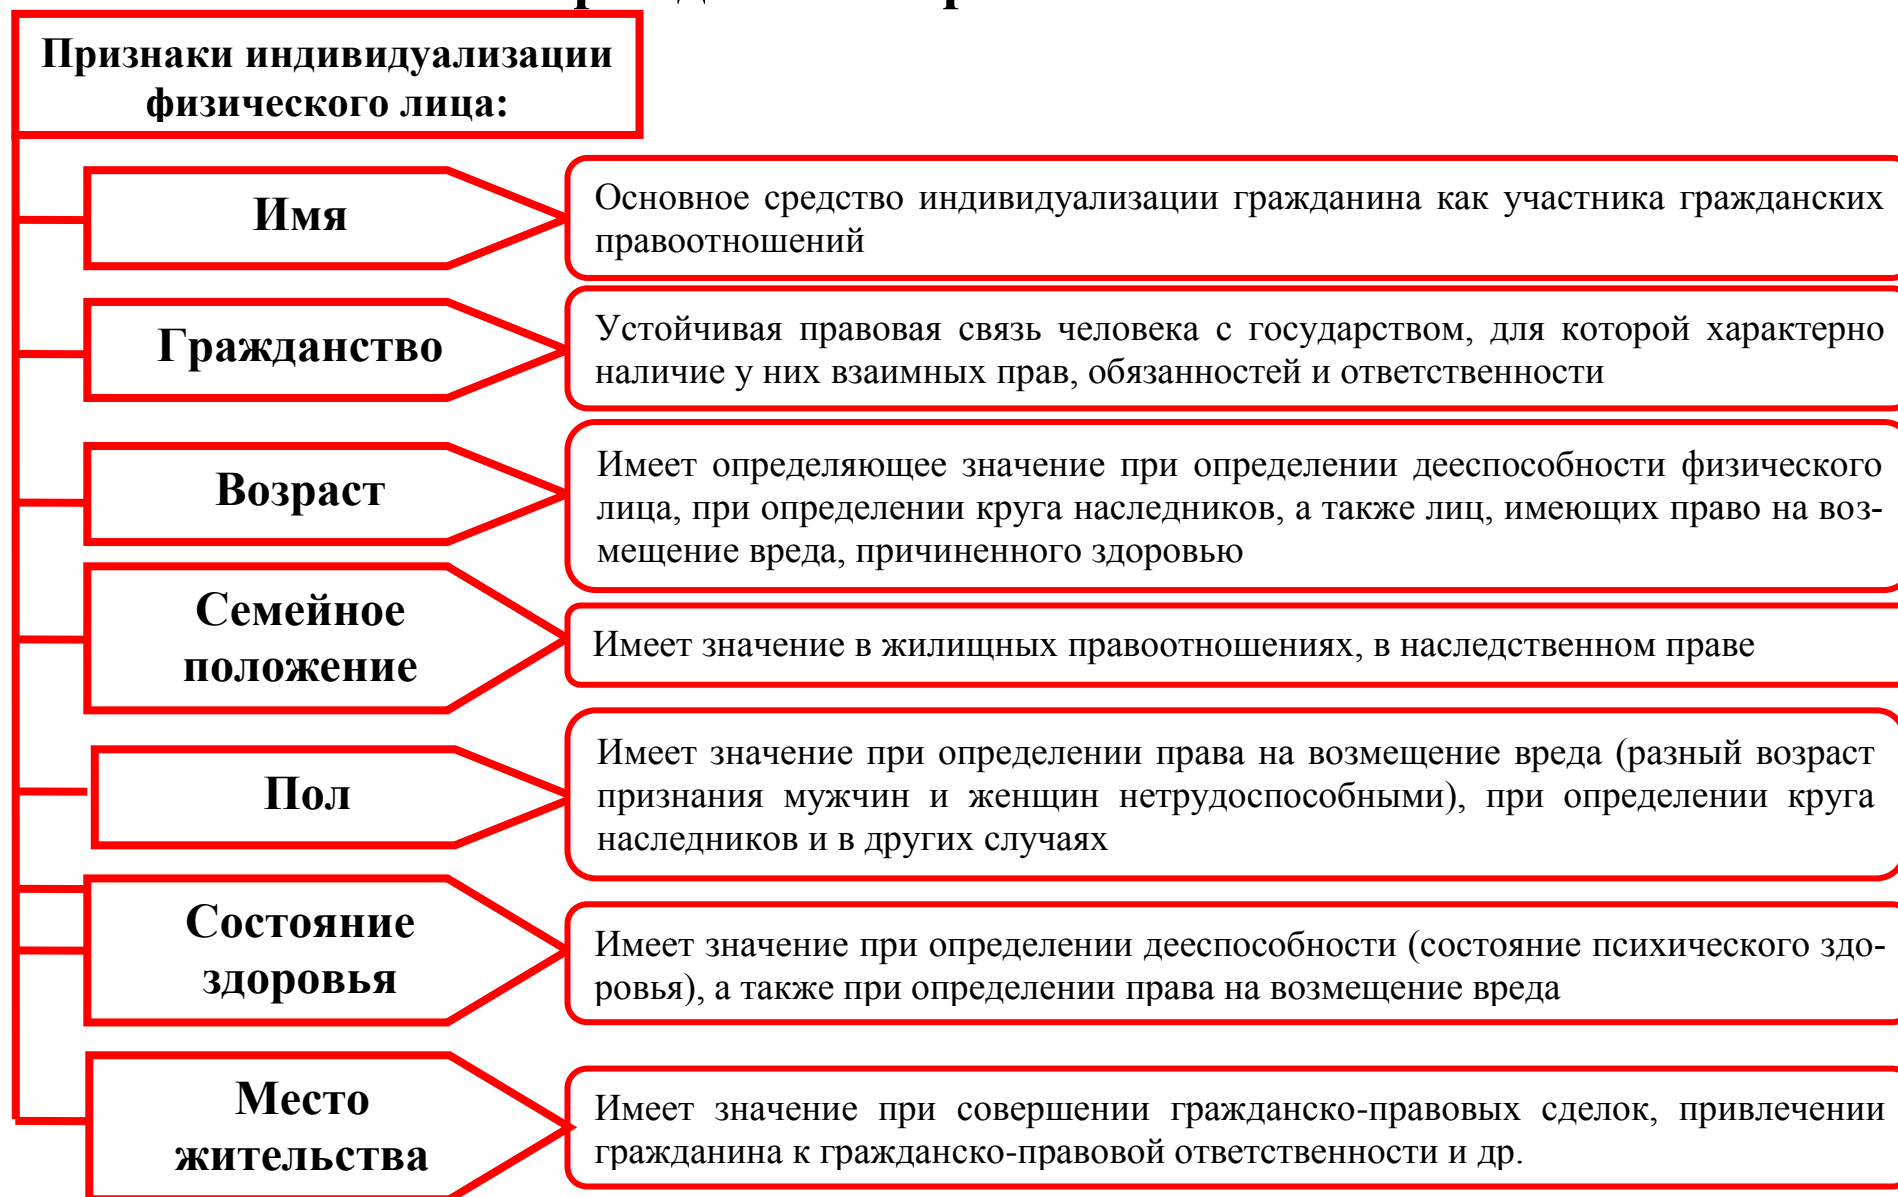 Признаки индивидуализации
физического лица:
Имя
Основное средство индивидуализации гражданина как участника гражданских
правоотношений
Гражданство
Устойчивая правовая связь человека с государством, для которой характерно
наличие у них взаимных прав, обязанностей и ответственности
Возраст
Имеет определяющее значение при определении дееспособности физического
лица, при определении круга наследников, а также лиц, имеющих право на воз-
мещение вреда, причиненного здоровью
Семейное
положение
Имеет значение в жилищных правоотношениях, в наследственном праве
Пол
Имеет значение при определении права на возмещение вреда (разный возраст
признания мужчин и женщин нетрудоспособными), при определении круга
наследников и в других случаях
Состояние
здоровья
Имеет значение при определении дееспособности (состояние психического здо-
ровья), а также при определении права на возмещение вреда
Место
жительства
Имеет значение при совершении гражданско-правовых сделок, привлечении
гражданина к гражданско-правовой ответственности и др.